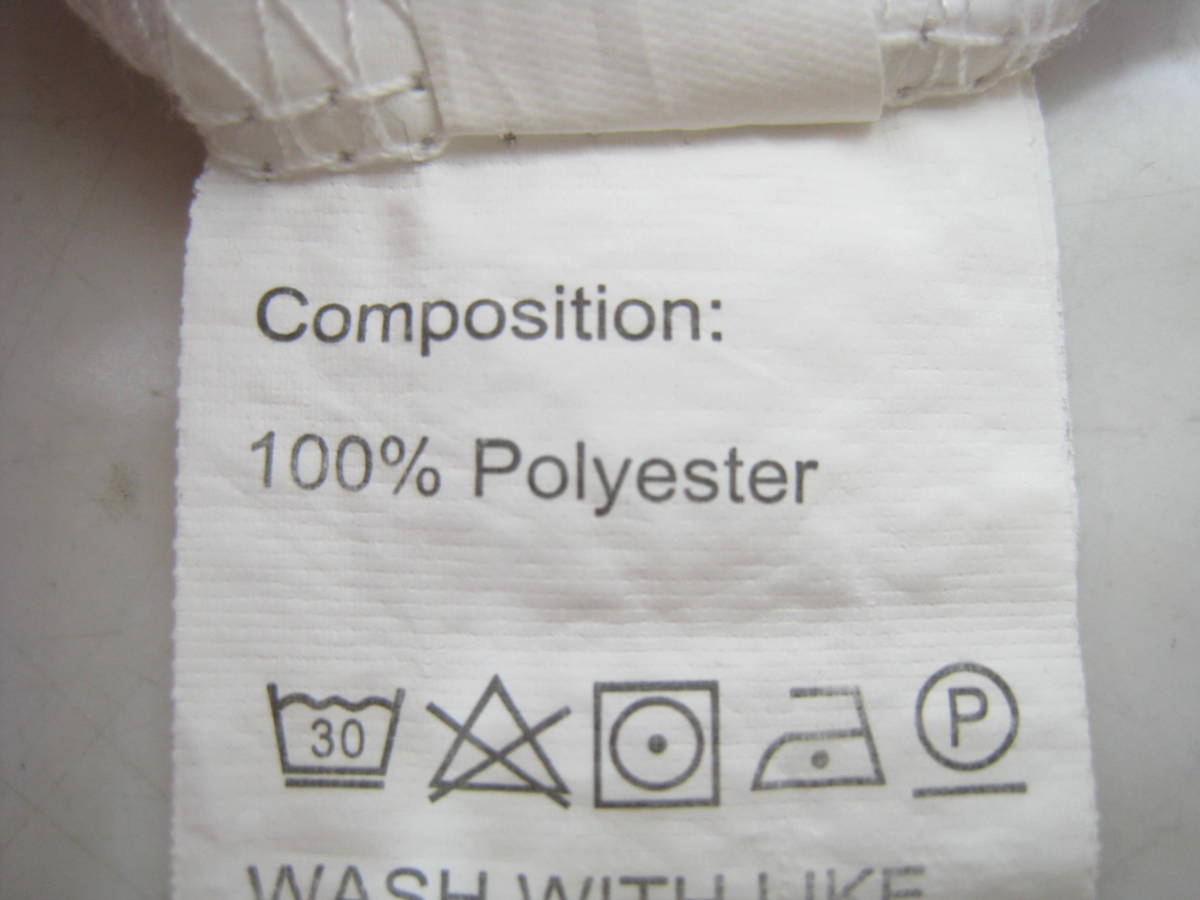 Composition:
100% Polyester
30 P
WASH WITH LIKE